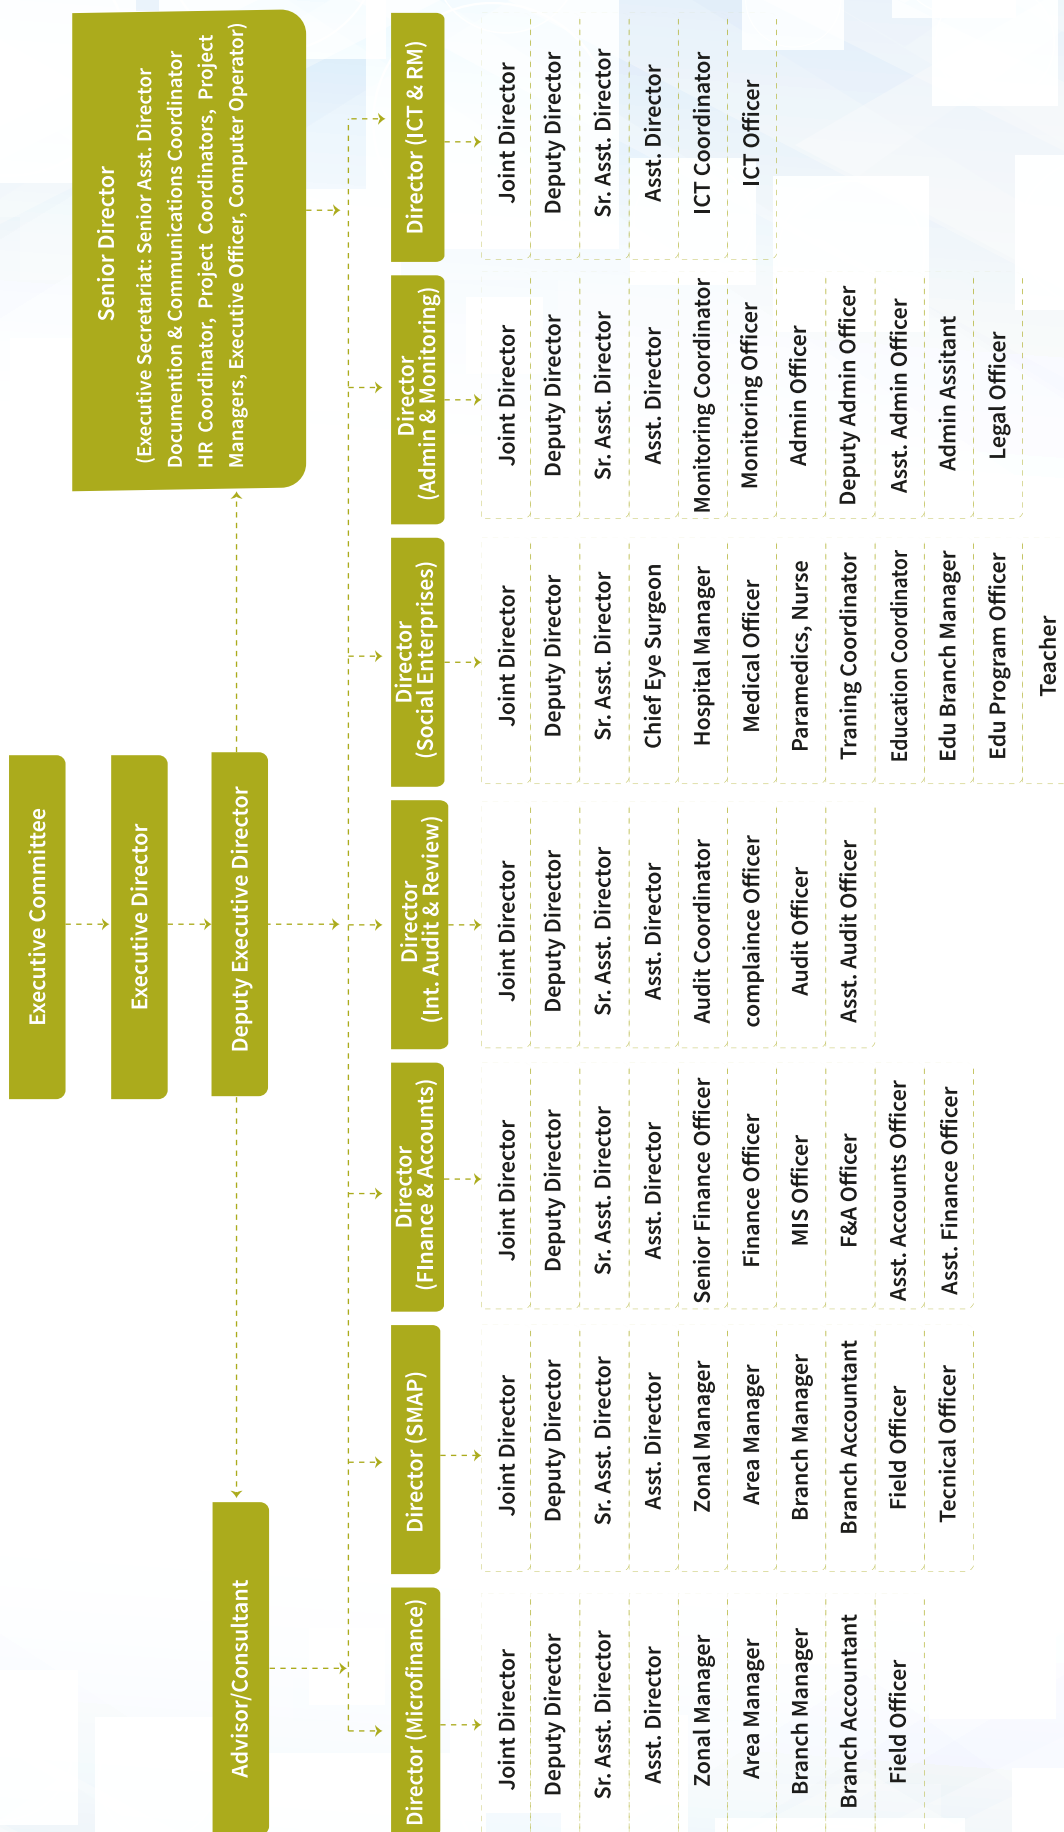 Executive Committee
Executive Director
Deputy Executive Director
Advisor/Consultant
Senior Director
(Executive Secretariat: Senior Asst. Director
Documention & Communications Coordinator
HR Coordinator, Project Coordinators, Project
Managers, Executive Officer, Computer Operator)
Director (Microfinance)
Joint Director
Deputy Director
Sr. Asst. Director
Asst. Director
Zonal Manager
Area Manager
Branch Manager
Branch Accountant
Field Officer
Director (SMAP)
Joint Director
Deputy Director
Sr. Asst. Director
Asst. Director
Zonal Manager
Area Manager
Branch Manager
Branch Accountant
Field Officer
Tecnical Officer
Director
(FInance & Accounts)
Joint Director
Deputy Director
Sr. Asst. Director
Asst. Director
Senior Finance Officer
Finance Officer
MIS Officer
F&A Officer
Asst. Accounts Officer
Asst. Finance Officer
Director
(Int. Audit & Review)
Joint Director
Deputy Director
Sr. Asst. Director
Asst. Director
Audit Coordinator
complaince Officer
Audit Officer
Asst. Audit Officer
Director
(Social Enterprises)
Joint Director
Deputy Director
Sr. Asst. Director
Chief Eye Surgeon
Hospital Manager
Medical Officer
Paramedics, Nurse
Traning Coordinator
Education Coordinator
Edu Branch Manager
Edu Program Officer
Teacher
Director
(Admin & Monitoring)
Joint Director
Deputy Director
Sr. Asst. Director
Asst. Director
Monitoring Coordinator
Monitoring Officer
Admin Officer
Deputy Admin Officer
Asst. Admin Officer
Admin Assitant
Legal Officer
Director (ICT & RM)
Joint Director
Deputy Director
Sr. Asst. Director
Asst. Director
ICT Coordinator
ICT Officer